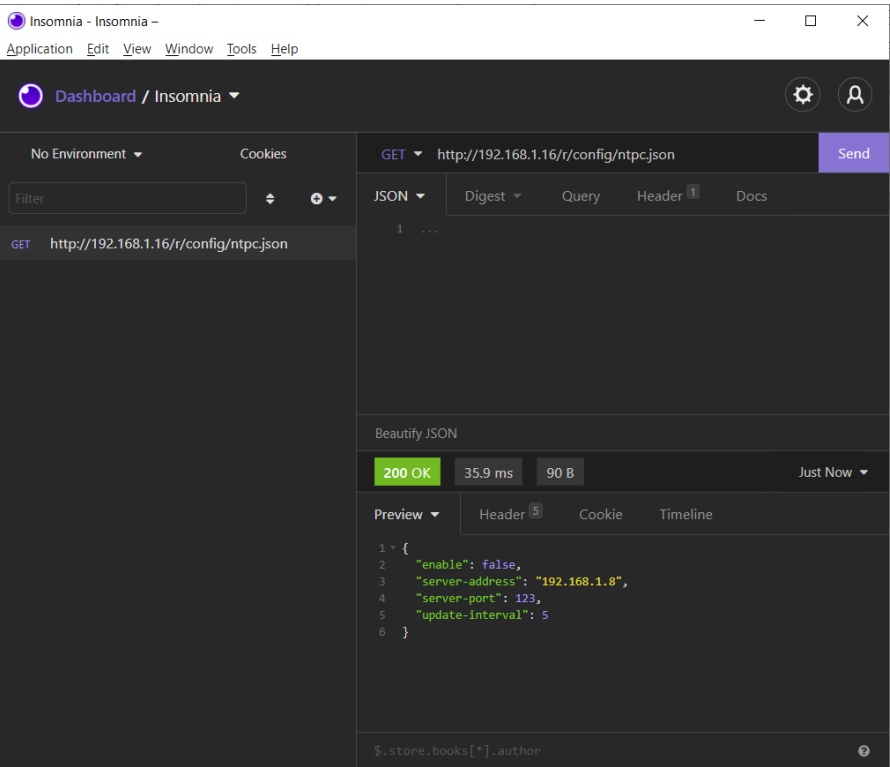 Insomnia - Insomnia –
Application Edit View Window Tools Help
Dashboard / Insomnia
No Environment Cookies
GET http://192.168.1.16/r/config/ntpc.json Send
Filter
JSON Digest Query Header 1 Docs
1 ...
GET http://192.168.1.16/r/config/ntpc.json
Beautify JSON
200 OK 35.9 ms 90 B Just Now
Preview Header 5 Cookie Timeline
1 {
2 "enable": false,
3 "server-address": "192.168.1.8",
4 "server-port": 123,
5 "update-interval": 5
6 }
$.store.books[*].author